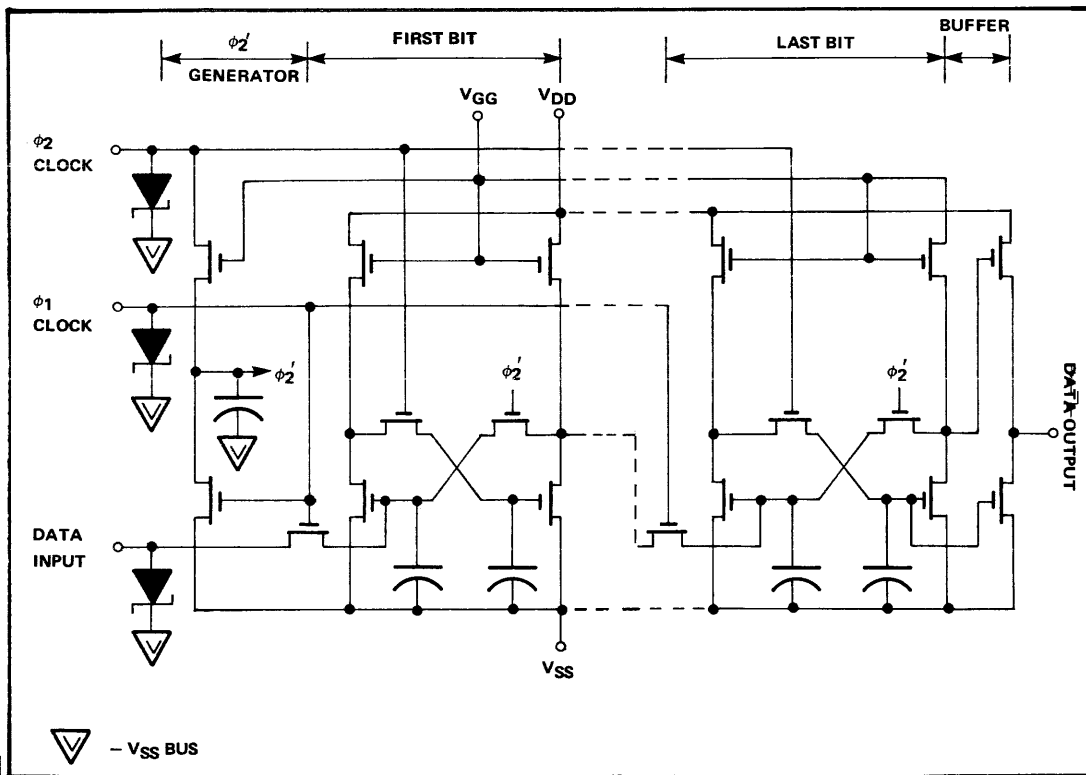 ϕ2′
GENERATOR
FIRST BIT
LAST BIT
BUFFER
VGG
VDD
ϕ2
CLOCK
ϕ1
CLOCK
ϕ2′
ϕ2′
ϕ2′
DATA
INPUT
DATA OUTPUT
VSS
V
V
V
V
V – VSS BUS